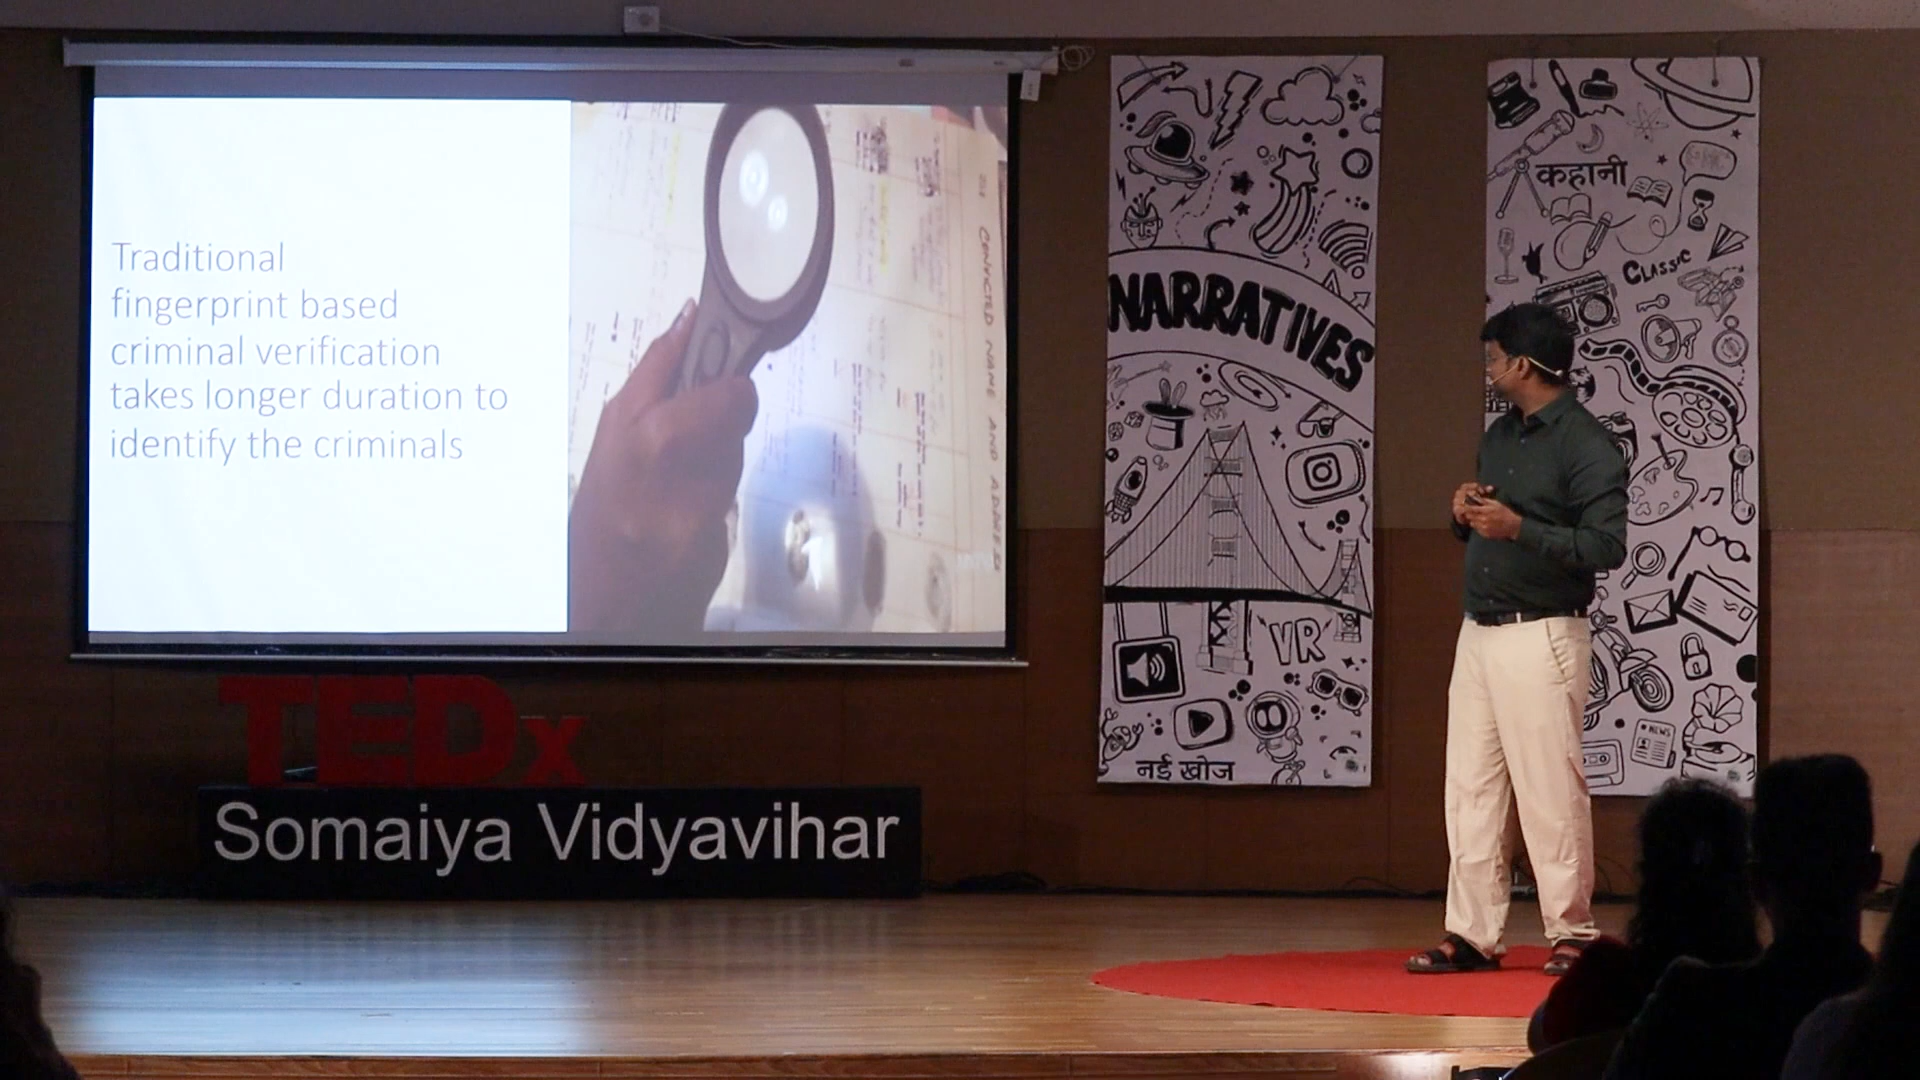 Traditional
fingerprint based
criminal verification
takes longer duration to
identify the criminals
CONVICTED NAME AND ADDRESS
NARRATIVES
VR
नई खोज
कहानी
CLASSIC
NEWS
TEDx
Somaiya Vidyavihar